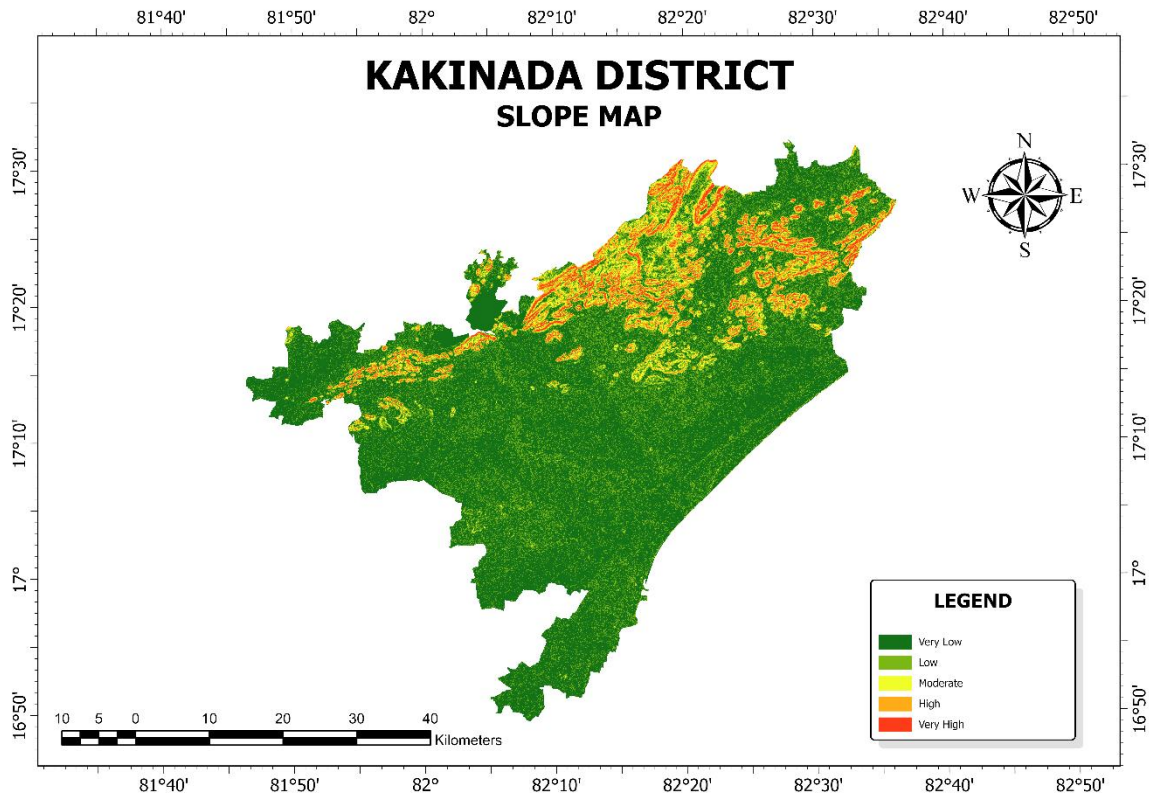 81°40' 81°50' 82° 82°10' 82°20' 82°30' 82°40' 82°50'
KAKINADA DISTRICT
SLOPE MAP
N
W E
S
17°30' 17°30'
17°20' 17°20'
17°10' 17°10'
17° 17°
16°50' 16°50'
LEGEND
Very Low
Low
Moderate
High
Very High
10 5 0 10 20 30 40
Kilometers
81°40' 81°50' 82° 82°10' 82°20' 82°30' 82°40' 82°50'